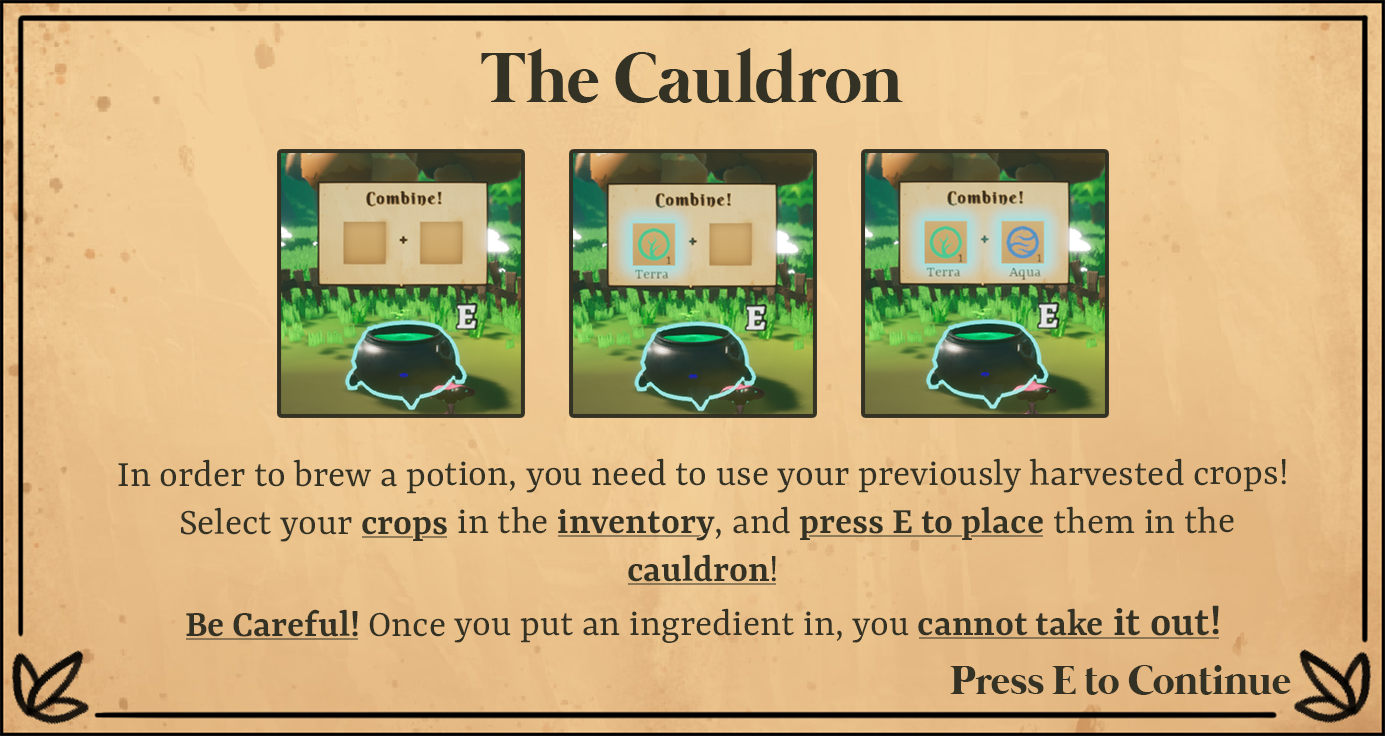 The Cauldron
Combine!
+
E
Combine!
1
+
Terra
E
Combine!
1
+
1
Terra
Aqua
E
In order to brew a potion, you need to use your previously harvested crops!
Select your crops in the inventory, and press E to place them in the
cauldron!
Be Careful! Once you put an ingredient in, you cannot take it out!
Press E to Continue